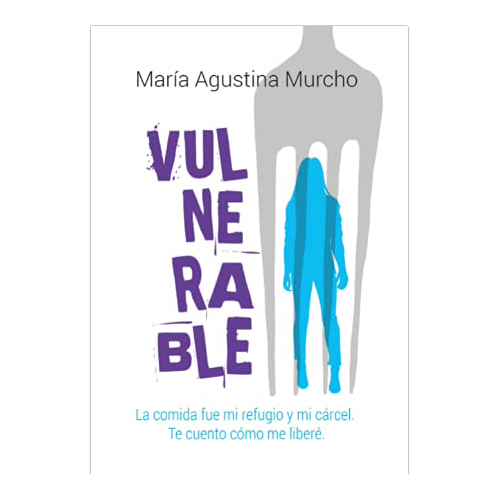 María Agustina Murcho
VUL
NE
RA
BLE
La comida fue mi refugio y mi cárcel.
Te cuento cómo me liberé.